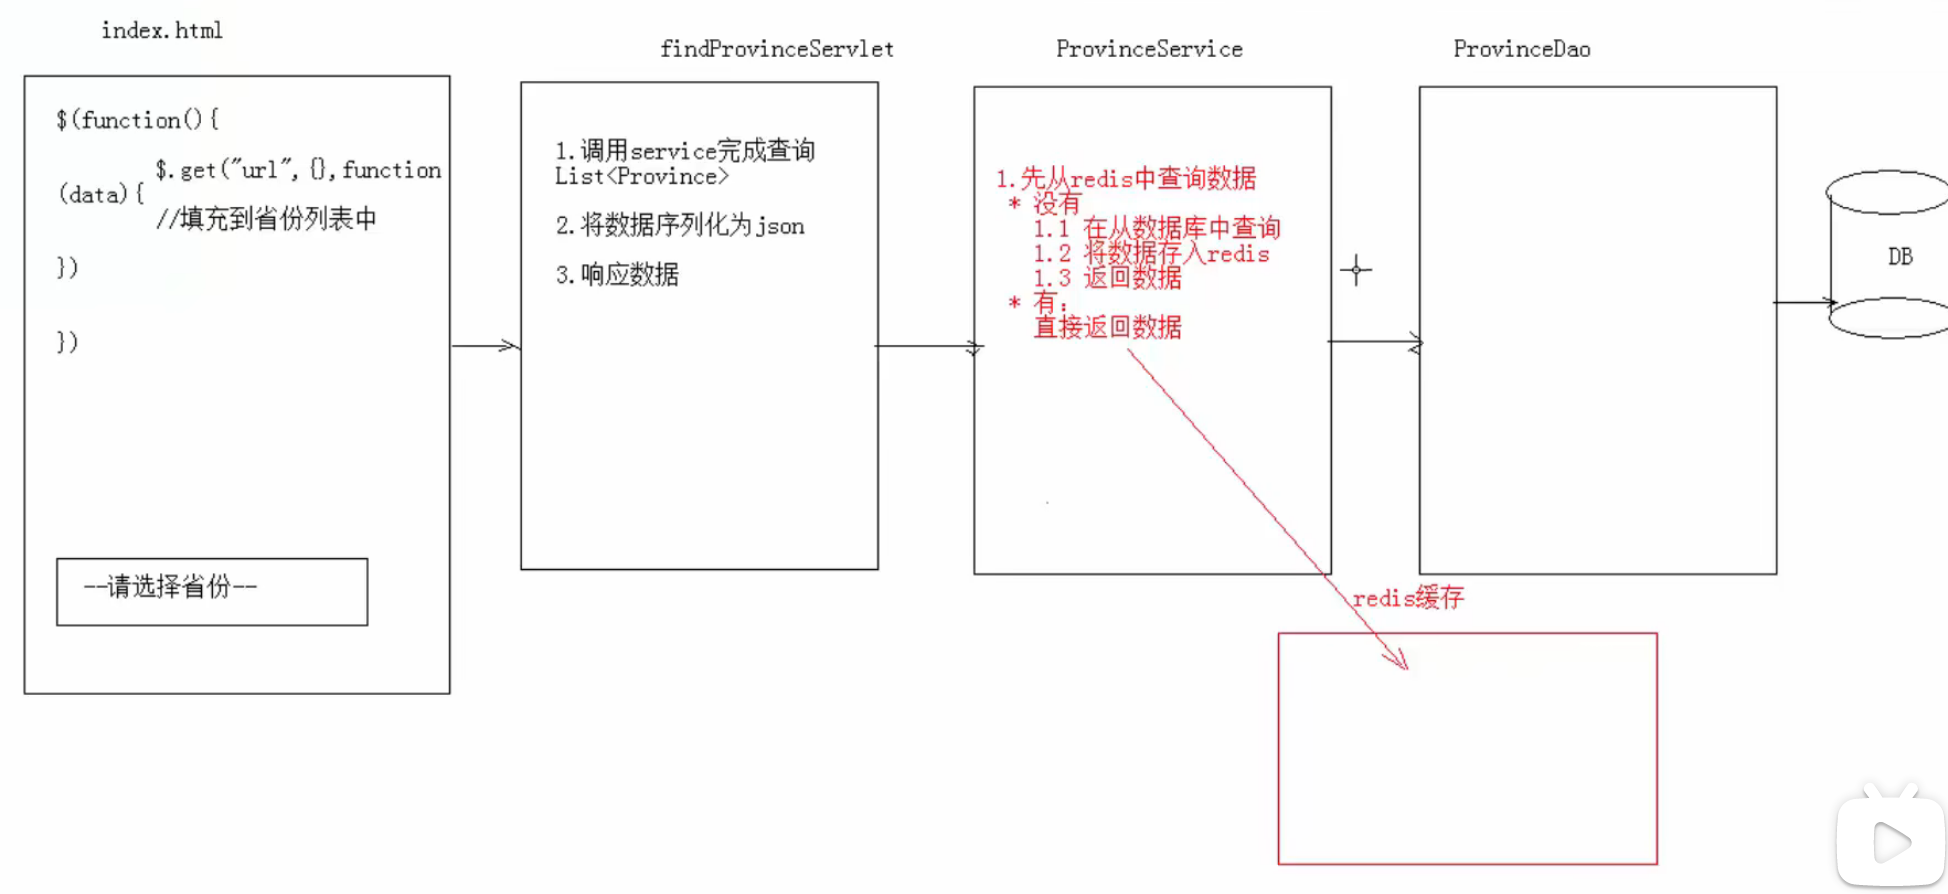 index.html
$(function(){
$.get("url",{},function
(data){
//填充到省份列表中
})
})
--请选择省份--
findProvinceServlet
1.调用service完成查询
List<Province>
2.将数据序列化为json
3.响应数据
ProvinceService
1.先从redis中查询数据
* 没有
1.1 在从数据库中查询
1.2 将数据存入redis
1.3 返回数据
* 有:
直接返回数据
ProvinceDao
DB
redis缓存